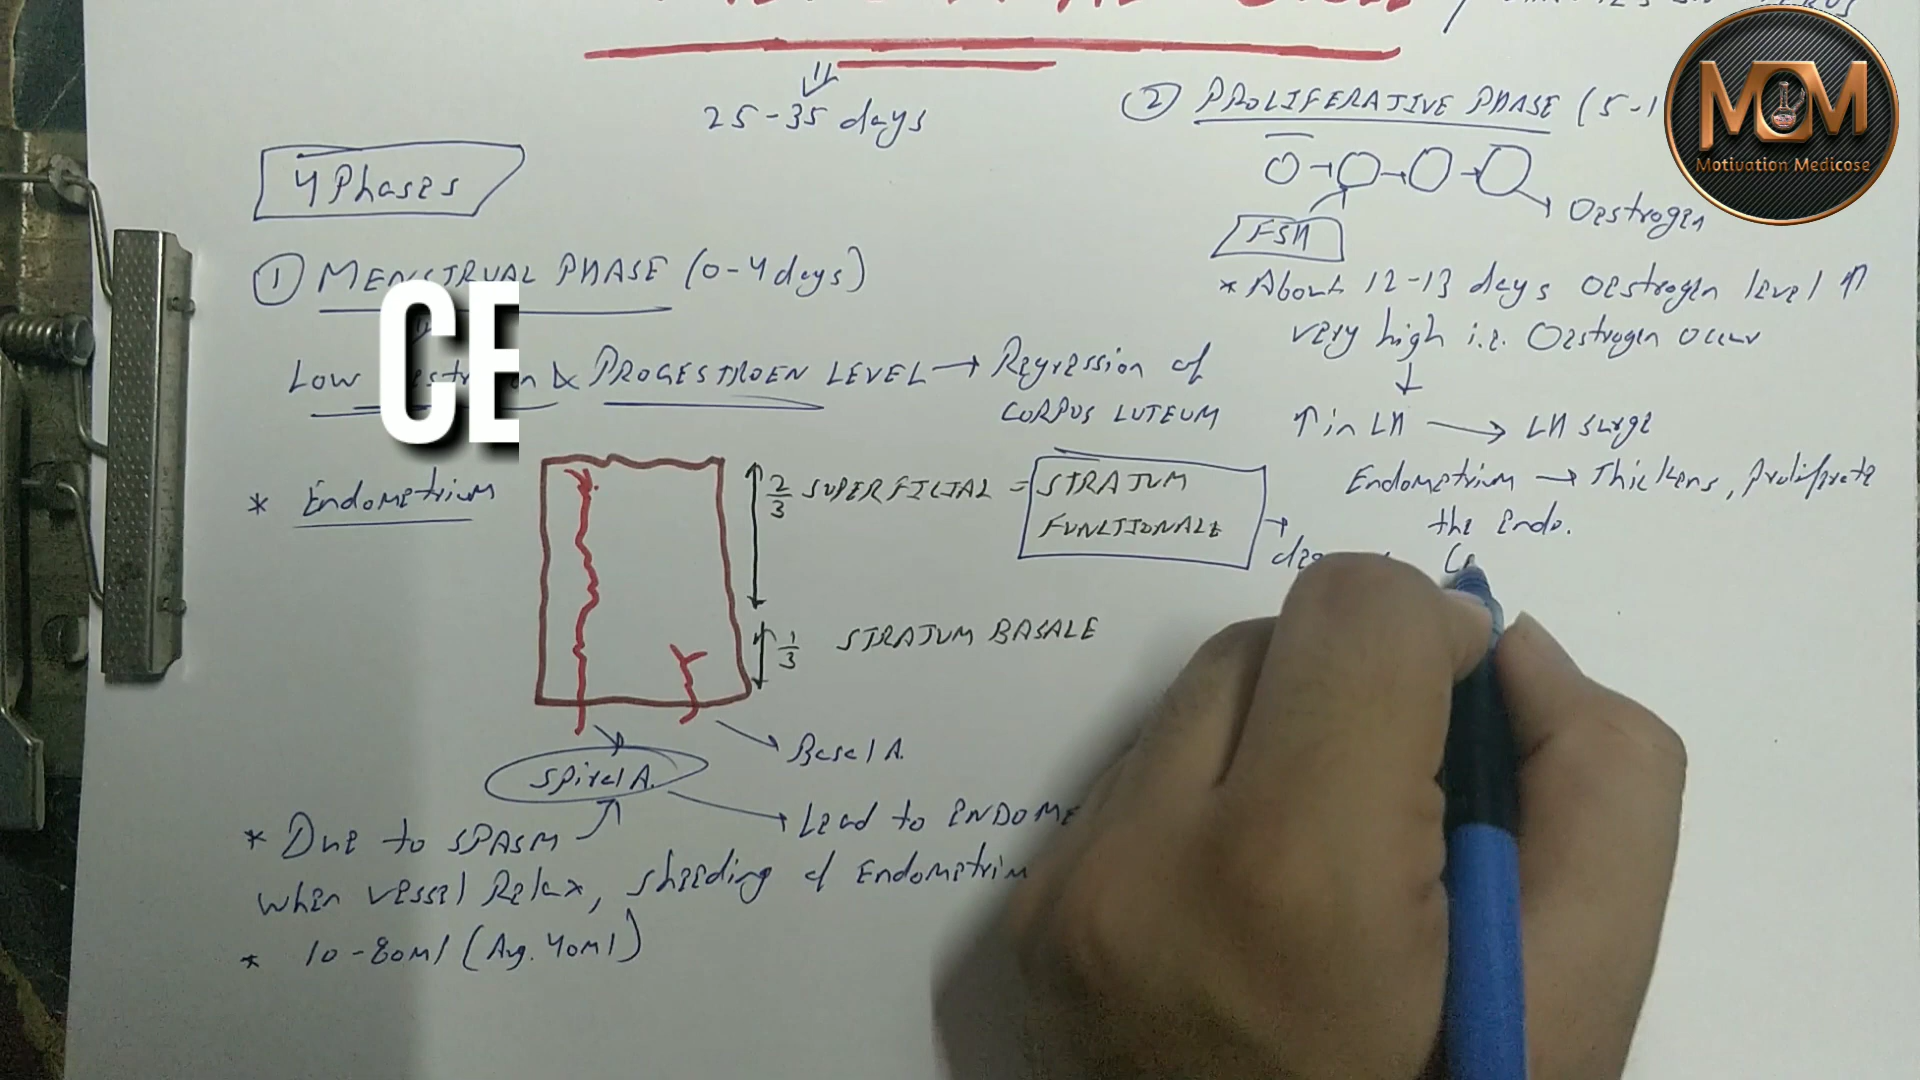 25-35 days
4 Phases
① MENSTRUAL PHASE (0-4 days)
CE
Low & PROGESTROEN LEVEL → Regression of
CORPUS LUTEUM
* Endometrium
2/3 SUPERFICIAL = STRATUM
FUNCTIONALE
1/3 STRATUM BASALE
Basal A.
Spiral A.
* Due to SPASM
Lead to ENDOME
when vessel Relax, sheeding of Endometrium
* 10-80ml (Avg. 40ml)
② PROLIFERATIVE PHASE (5-1
Oestrogen
FSH
* About 12-13 days Oestrogen level ↑
very high i.e. Oestrogen occur
↓
↑ in LH → LH surge
Endometrium → Thickens, Proliferate
the Endo.
MOM
Motivation Medicose